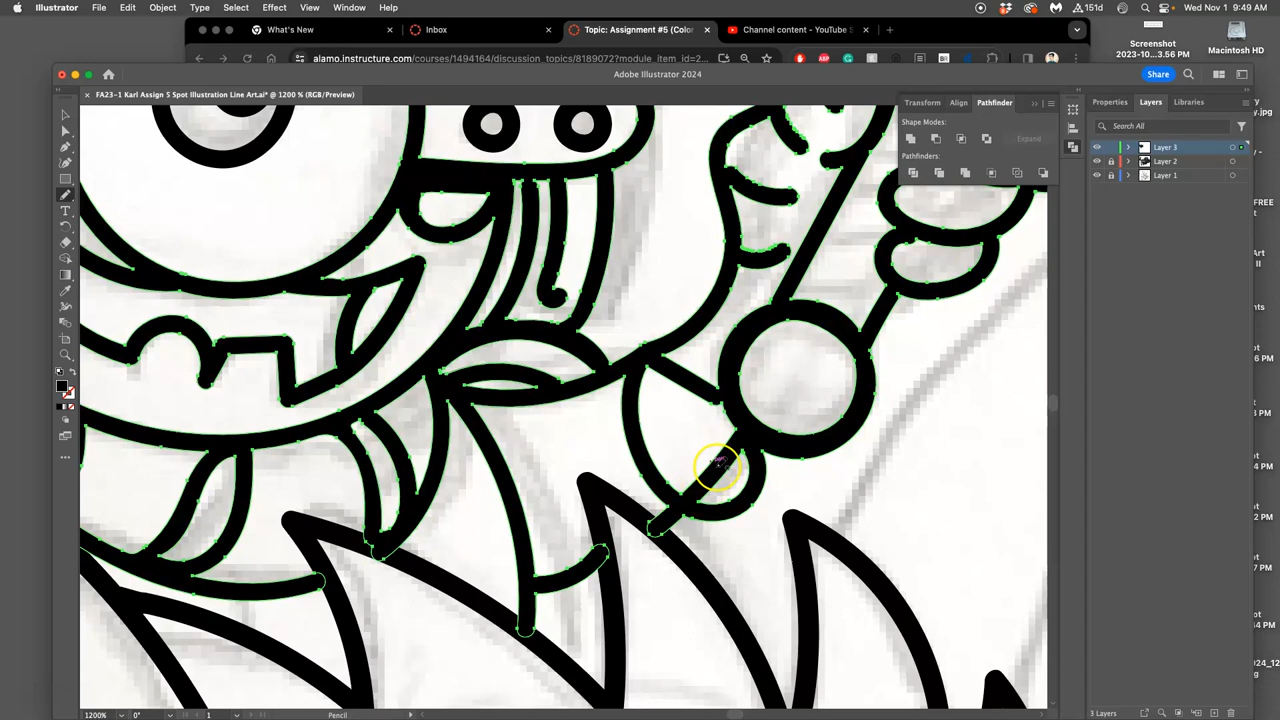 Illustrator File Edit Object Type Select Effect View Window Help 151d Wed Nov 1 9:49 AM
What's New Inbox Topic: Assignment #5 (Color Channel content - YouTube S
alamo.instructure.com/courses/1494164/discussion_topics/8189072?module_item_id=2...
Screenshot
2023-10...3.56 PM
Macintosh HD
Adobe Illustrator 2024
Share
FA23-1 Karl Assign 5 Spot Illustration Line Art.ai* @ 1200 % (RGB/Preview)
Transform Align Pathfinder
Shape Modes:
Expand
Pathfinders:
Properties Layers Libraries
Search All
Layer 3
Layer 2
Layer 1
1200% 0° 1 Pencil
3 Layers